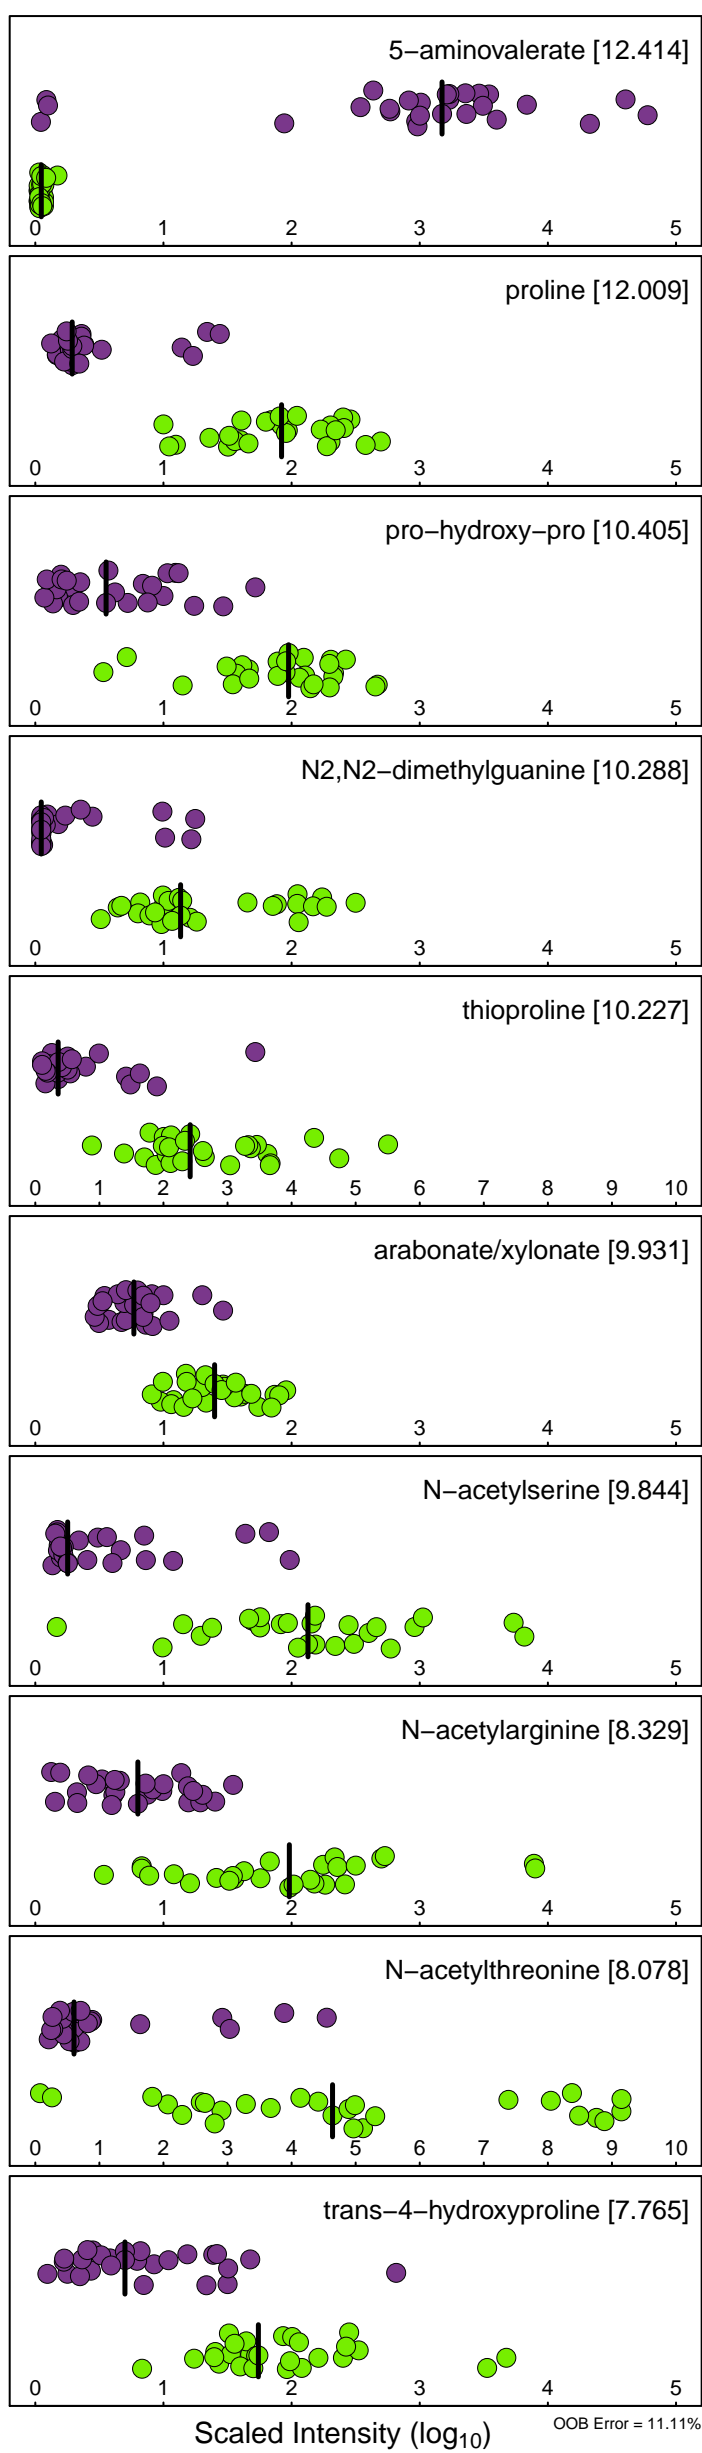 5−aminovalerate [12.414]
0 1 2 3 4 5
proline [12.009]
0 1 2 3 4 5
pro-hydroxy−pro [10.405]
0 1 2 3 4 5
N2,N2−dimethylguanine [10.288]
0 1 2 3 4 5
thioproline [10.227]
0 1 2 3 4 5 6 7 8 9 10
arabonate/xylonate [9.931]
0 1 2 3 4 5
N−acetylserine [9.844]
0 1 2 3 4 5
N−acetylarginine [8.329]
0 1 2 3 4 5
N−acetylthreonine [8.078]
0 1 2 3 4 5 6 7 8 9 10
trans−4−hydroxyproline [7.765]
0 1 2 3 4 5
Scaled Intensity (log10)
OOB Error = 11.11%